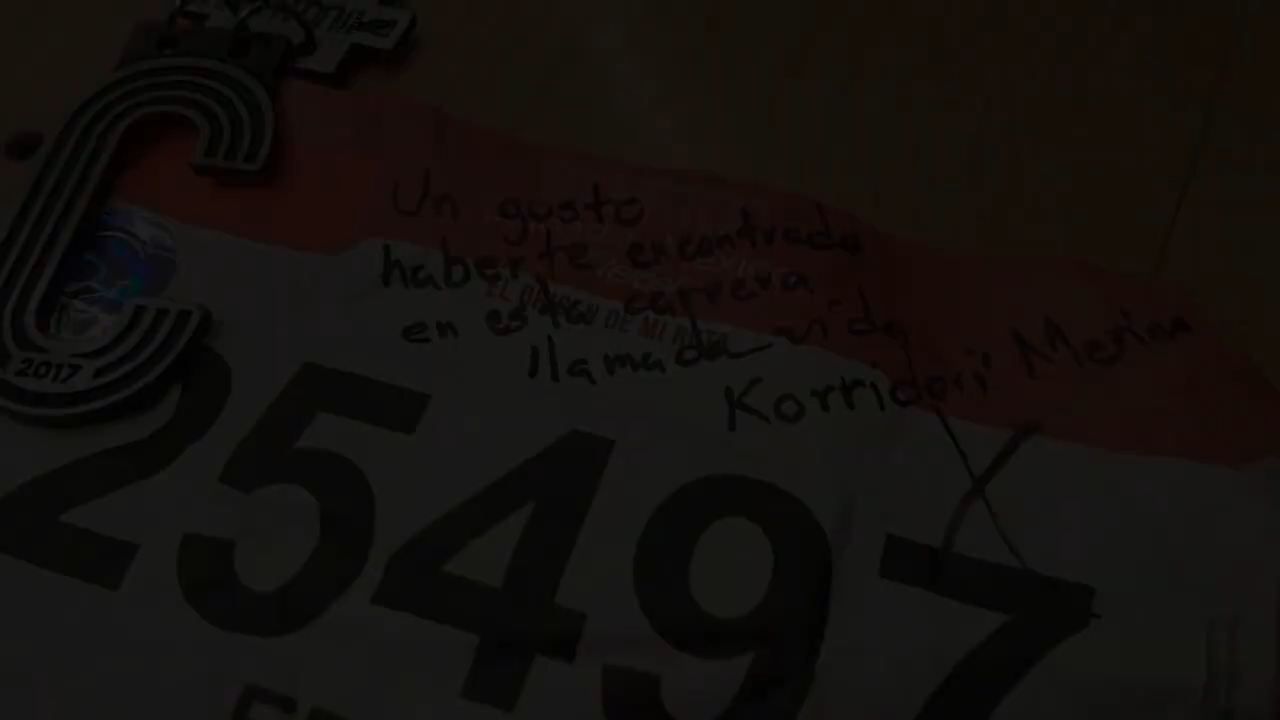 2017
Un gusto
haberte encontrado
en esta carrera
llamada vida
Korridori Merino
25497